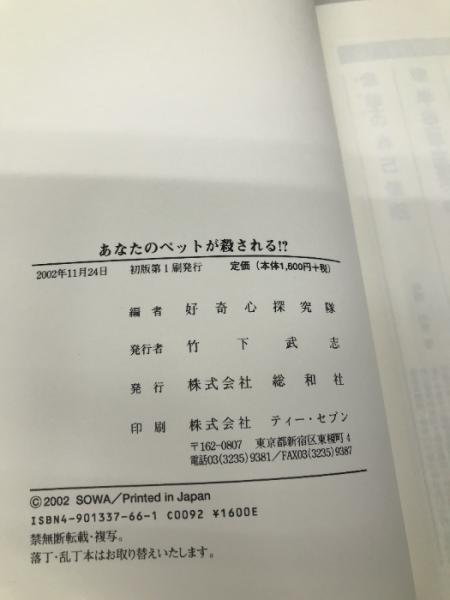 あなたのペットが殺される!?
2002年11月24日 初版第1刷発行 定価（本体1,600円+税）
編者 好奇心探究隊
発行者 竹下武志
発行 株式会社 総和社
印刷 株式会社 ティー・セブン
〒162-0807 東京都新宿区東榎町4
電話03(3235)9381／FAX03(3235)9387
©2002 SOWA／Printed in Japan
ISBN4-901337-66-1 C0092 ¥1600E
禁無断転載・複写。
落丁・乱丁本はお取り替えいたします。